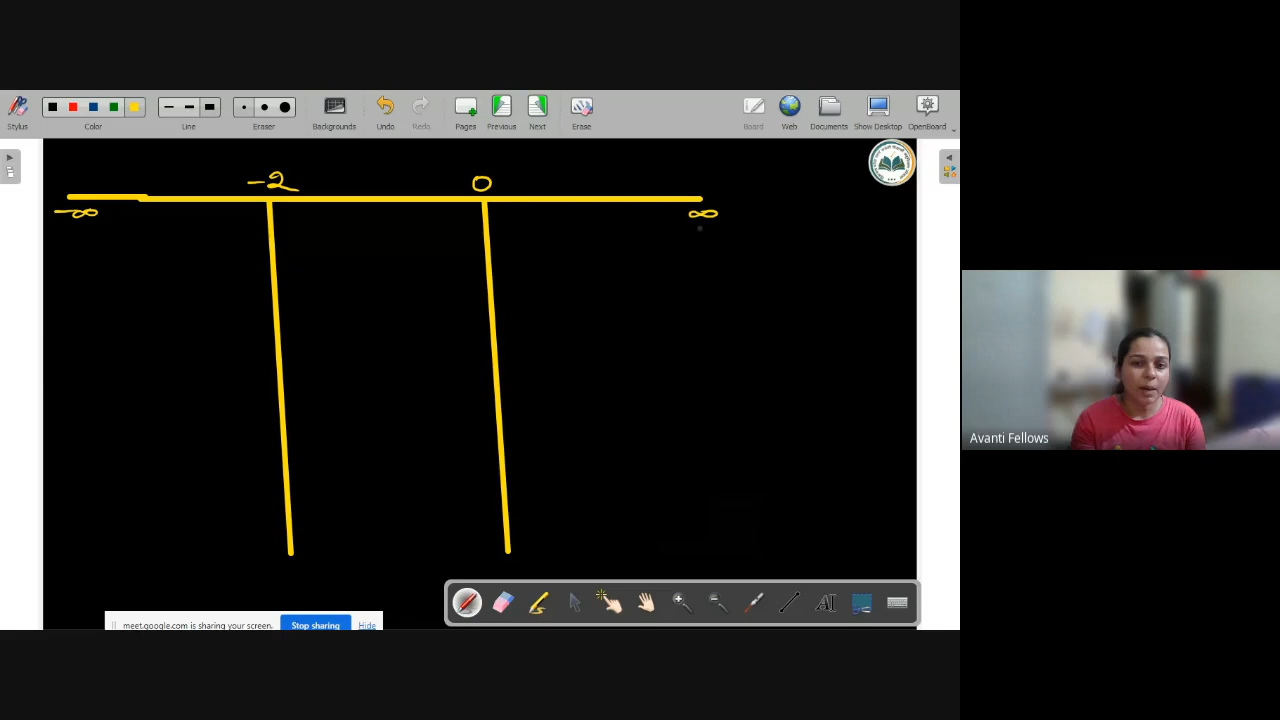 Stylus Color Line Eraser Backgrounds Undo Redo Pages Previous Next Erase Board Web Documents Show Desktop OpenBoard
-2 0
-∞ ∞
Avanti Fellows
AI
meet.google.com is sharing your screen. Stop sharing Hide